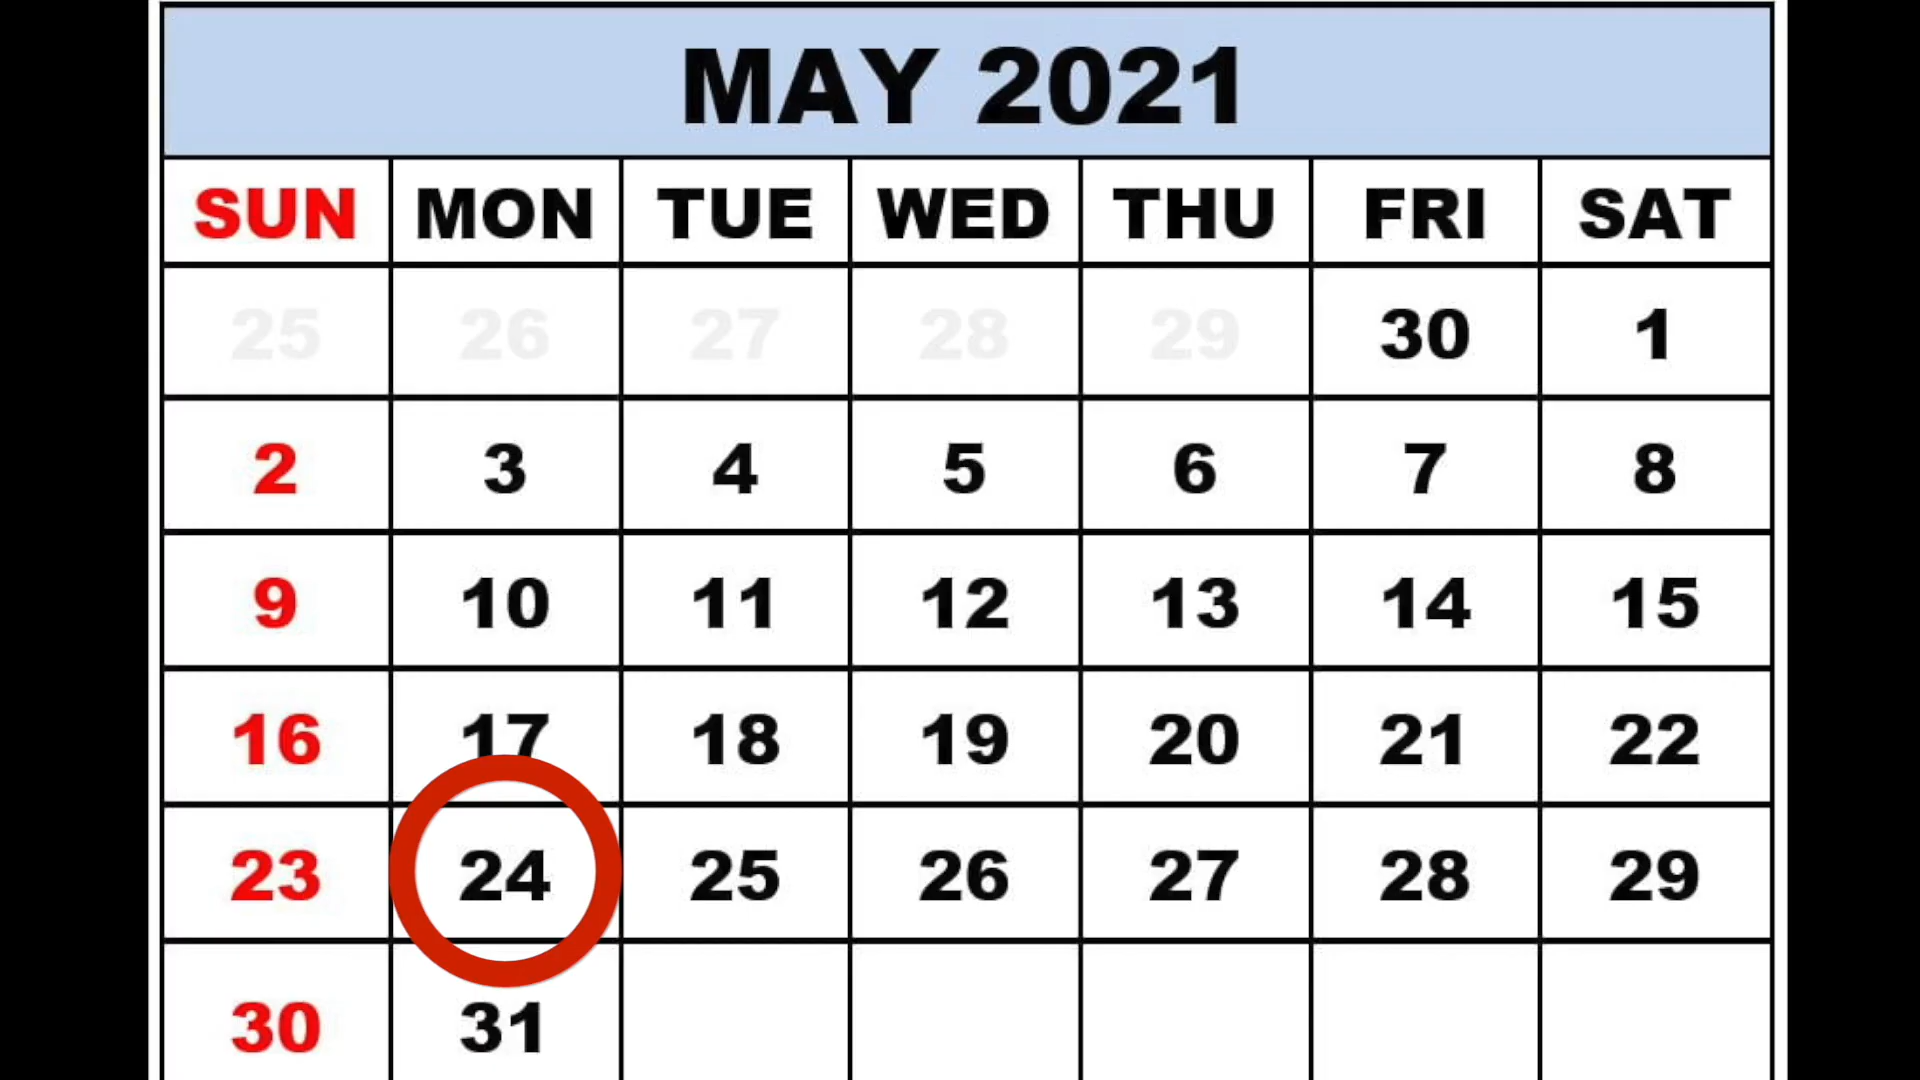 MAY 2021
SUN MON TUE WED THU FRI SAT
25 26 27 28 29 30 1
2 3 4 5 6 7 8
9 10 11 12 13 14 15
16 17 18 19 20 21 22
23 24 25 26 27 28 29
30 31